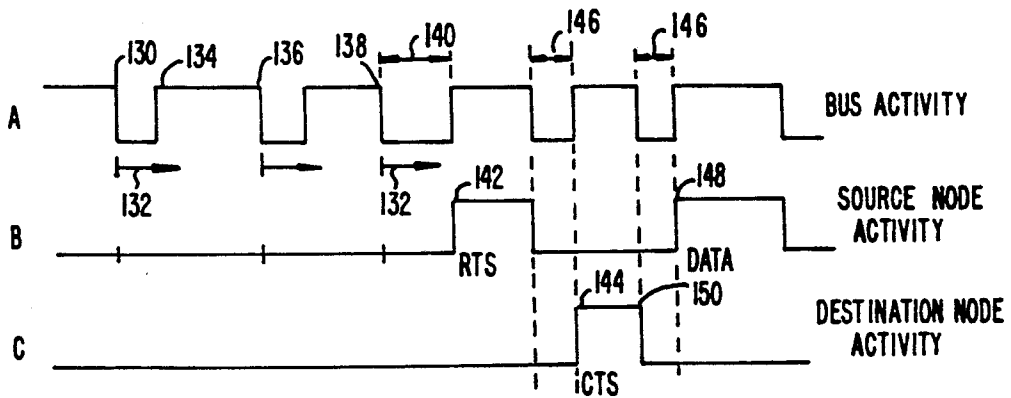 130 134 136 138 140 146 146
A BUS ACTIVITY
132 132 142 148 SOURCE NODE
ACTIVITY
B RTS DATA
144 150 DESTINATION NODE
ACTIVITY
C CTS